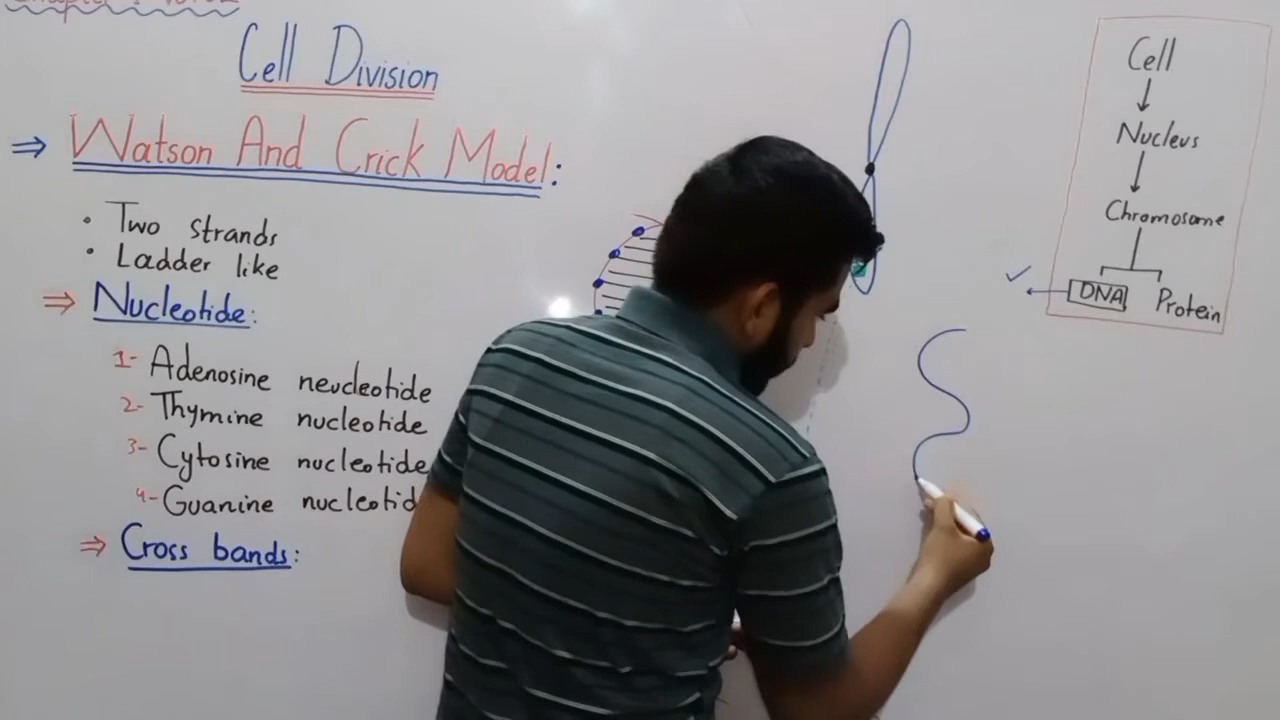 Cell Division
⇒ Watson And Crick Model:
• Two strands
• Ladder like
⇒ Nucleotide:
1- Adenosine neucleotide
2- Thymine nucleotide
3- Cytosine nucleotide
4- Guanine nucleotid
⇒ Cross bands:
Cell
Nucleus
Chromosome
DNA Protein